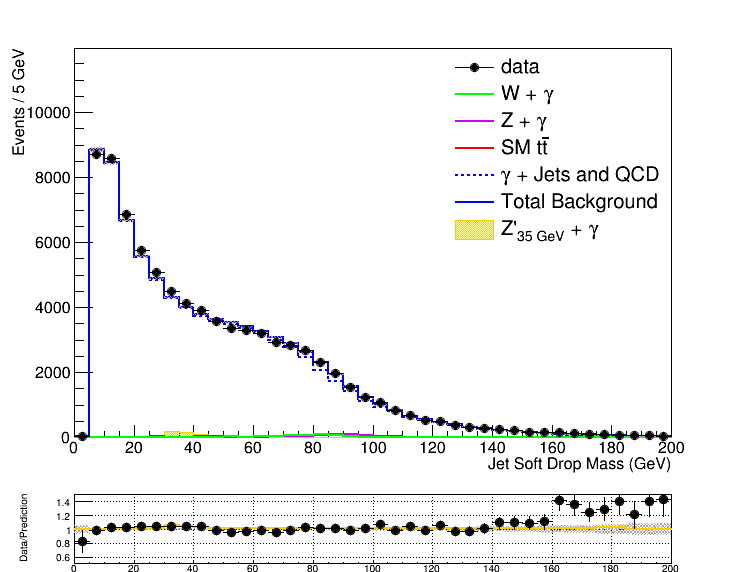 Events / 5 GeV
10000
8000
6000
4000
2000
0
data
W + γ
Z + γ
SM tt̄
γ + Jets and QCD
Total Background
Z'35 GeV + γ
0 20 40 60 80 100 120 140 160 180 200
Jet Soft Drop Mass (GeV)
Data/Prediction
1.4
1.2
1
0.8
0.6
0 20 40 60 80 100 120 140 160 180 200